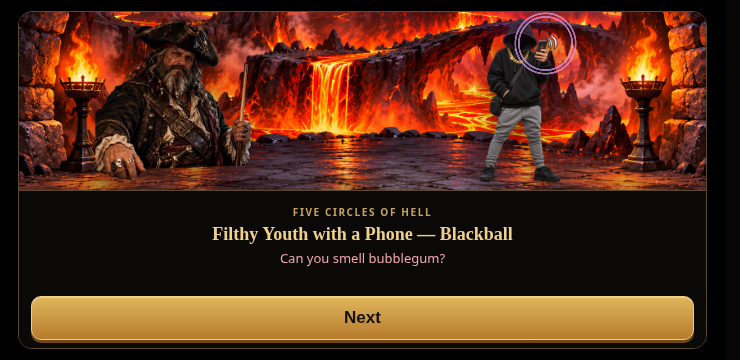 FIVE CIRCLES OF HELL
Filthy Youth with a Phone — Blackball
Can you smell bubblegum?
Next